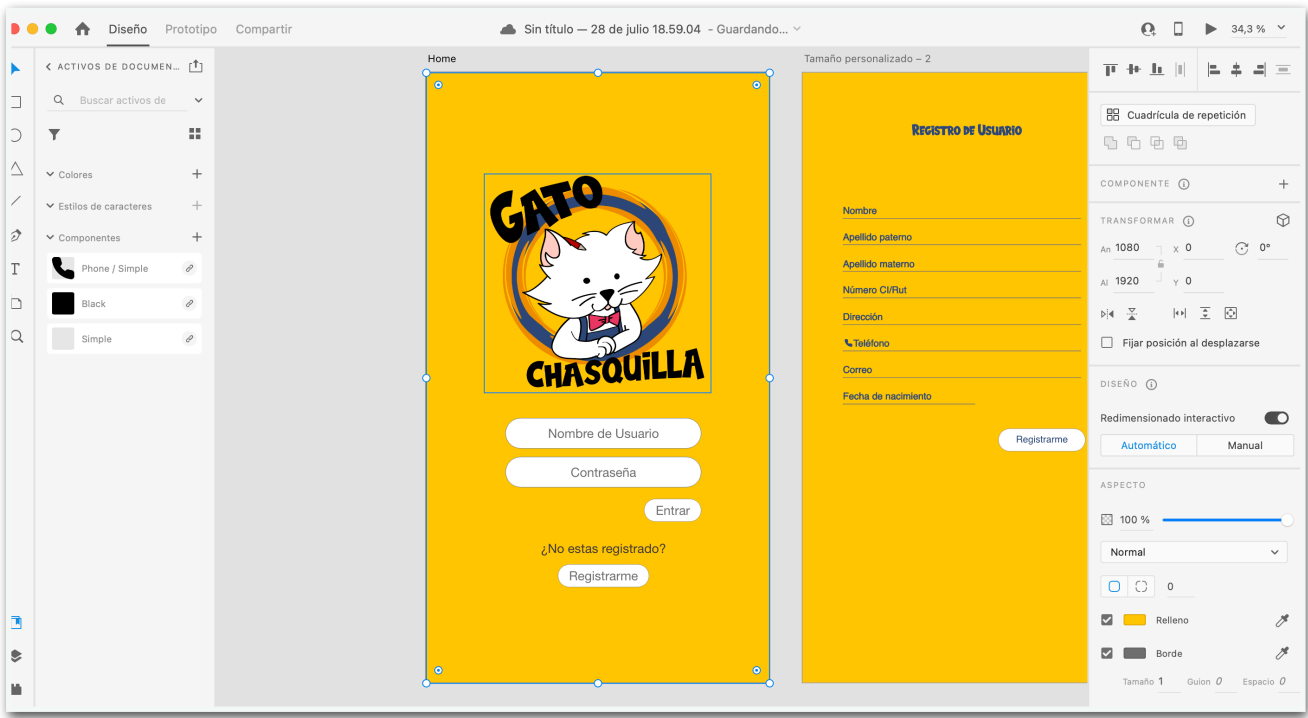 Diseño Prototipo Compartir Sin título — 28 de julio 18.59.04 - Guardando... 34,3 %
ACTIVOS DE DOCUMEN...
Buscar activos de
Colores
Estilos de caracteres
Componentes
Phone / Simple
Black
Simple
Home
GATO
CHASQUiLLA
Nombre de Usuario
Contraseña
Entrar
¿No estas registrado?
Registrarme
Tamaño personalizado – 2
Registro de Usuario
Nombre
Apellido paterno
Apellido materno
Número CI/Rut
Dirección
Teléfono
Correo
Fecha de nacimiento
Registrarme
Cuadrícula de repetición
COMPONENTE
TRANSFORMAR
An 1080 X 0 0°
Al 1920 Y 0
Fijar posición al desplazarse
DISEÑO
Redimensionado interactivo
Automático Manual
ASPECTO
100 %
Normal
0
Relleno
Borde
Tamaño 1 Guion 0 Espacio 0